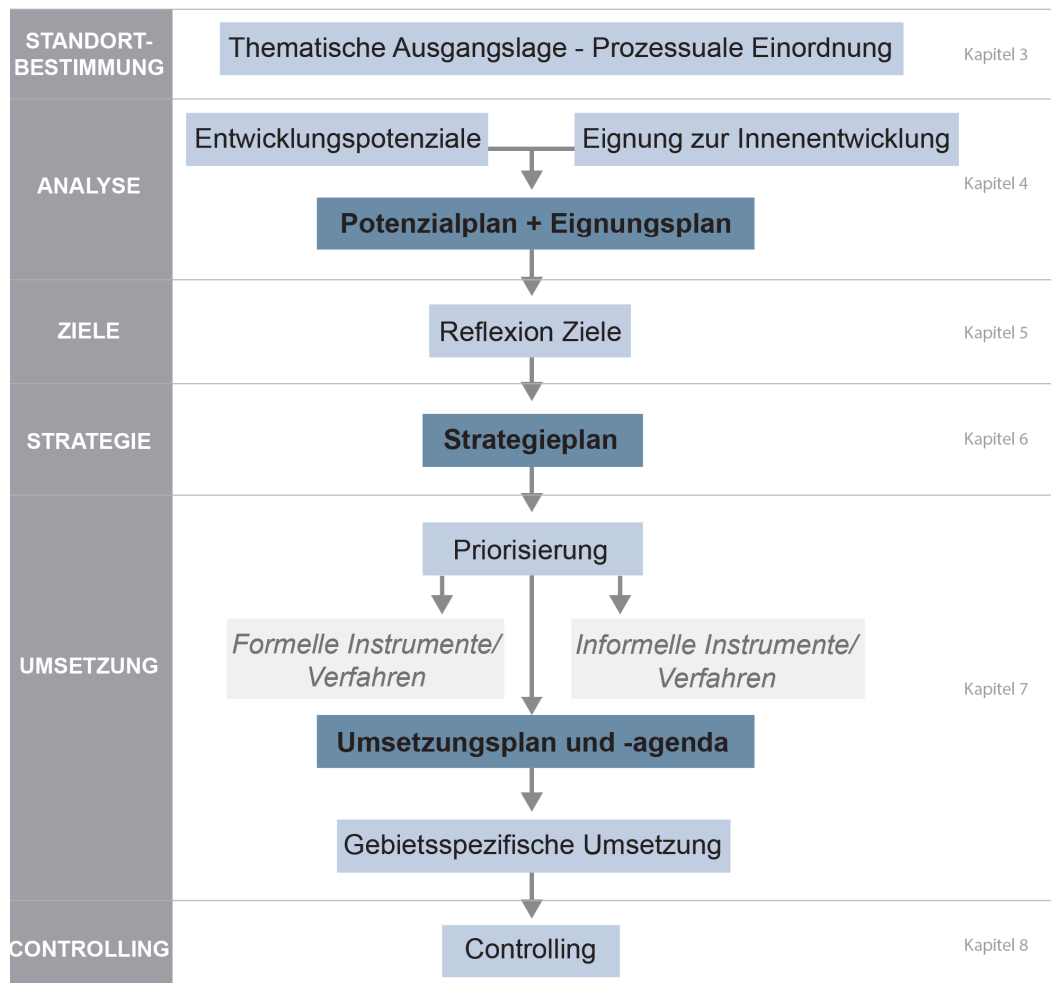 STANDORT-
BESTIMMUNG
Thematische Ausgangslage - Prozessuale Einordnung
Kapitel 3
ANALYSE
Entwicklungspotenziale
Eignung zur Innenentwicklung
Potenzialplan + Eignungsplan
Kapitel 4
ZIELE
Reflexion Ziele
Kapitel 5
STRATEGIE
Strategieplan
Kapitel 6
UMSETZUNG
Priorisierung
Formelle Instrumente/
Verfahren
Informelle Instrumente/
Verfahren
Umsetzungsplan und -agenda
Gebietsspezifische Umsetzung
Kapitel 7
CONTROLLING
Controlling
Kapitel 8